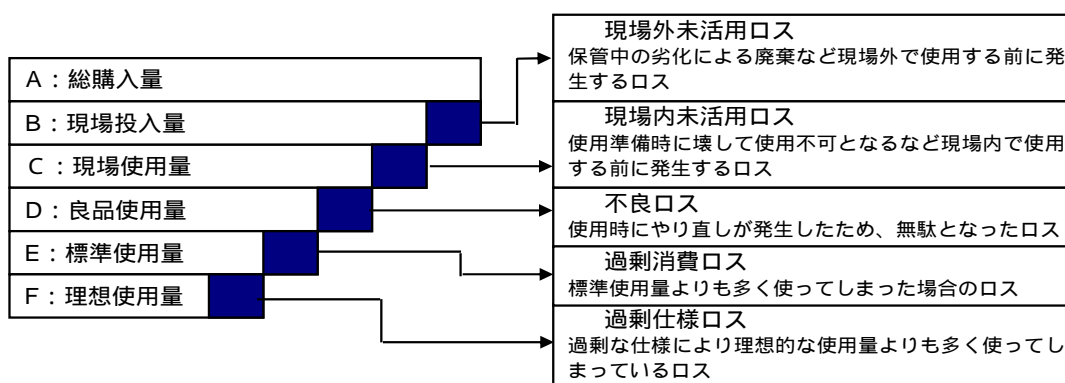 A：総購入量
B：現場投入量
C：現場使用量
D：良品使用量
E：標準使用量
F：理想使用量
現場外未活用ロス
保管中の劣化による廃棄など現場外で使用する前に発
生するロス
現場内未活用ロス
使用準備時に壊して使用不可となるなど現場内で使用
する前に発生するロス
不良ロス
使用時にやり直しが発生したため、無駄となったロス
過剰消費ロス
標準使用量よりも多く使ってしまった場合のロス
過剰仕様ロス
過剰な仕様により理想的な使用量よりも多く使ってし
まっているロス